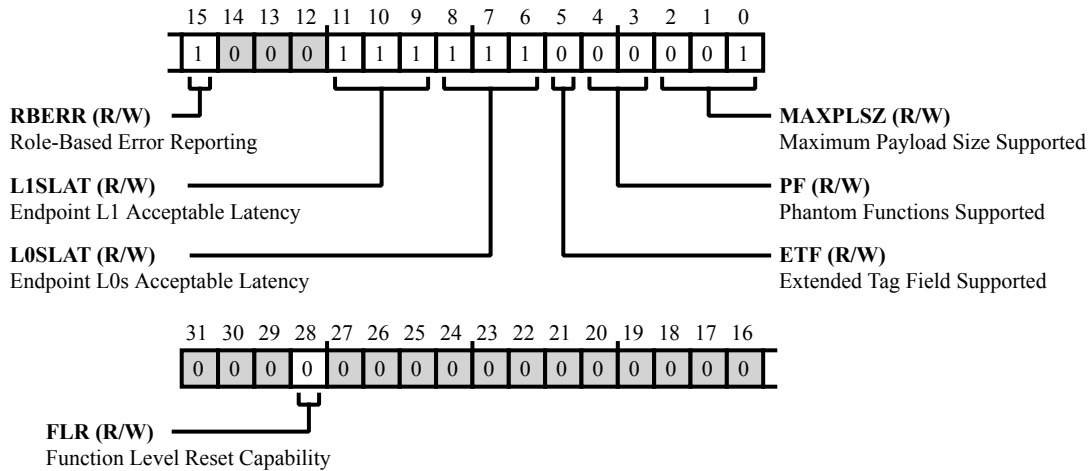 15 14 13 12 11 10 9 8 7 6 5 4 3 2 1 0
1 0 0 0 1 1 1 1 1 1 0 0 0 0 0 1
RBERR (R/W)
Role-Based Error Reporting
L1SLAT (R/W)
Endpoint L1 Acceptable Latency
L0SLAT (R/W)
Endpoint L0s Acceptable Latency
MAXPLSZ (R/W)
Maximum Payload Size Supported
PF (R/W)
Phantom Functions Supported
ETF (R/W)
Extended Tag Field Supported
31 30 29 28 27 26 25 24 23 22 21 20 19 18 17 16
0 0 0 0 0 0 0 0 0 0 0 0 0 0 0 0
FLR (R/W)
Function Level Reset Capability